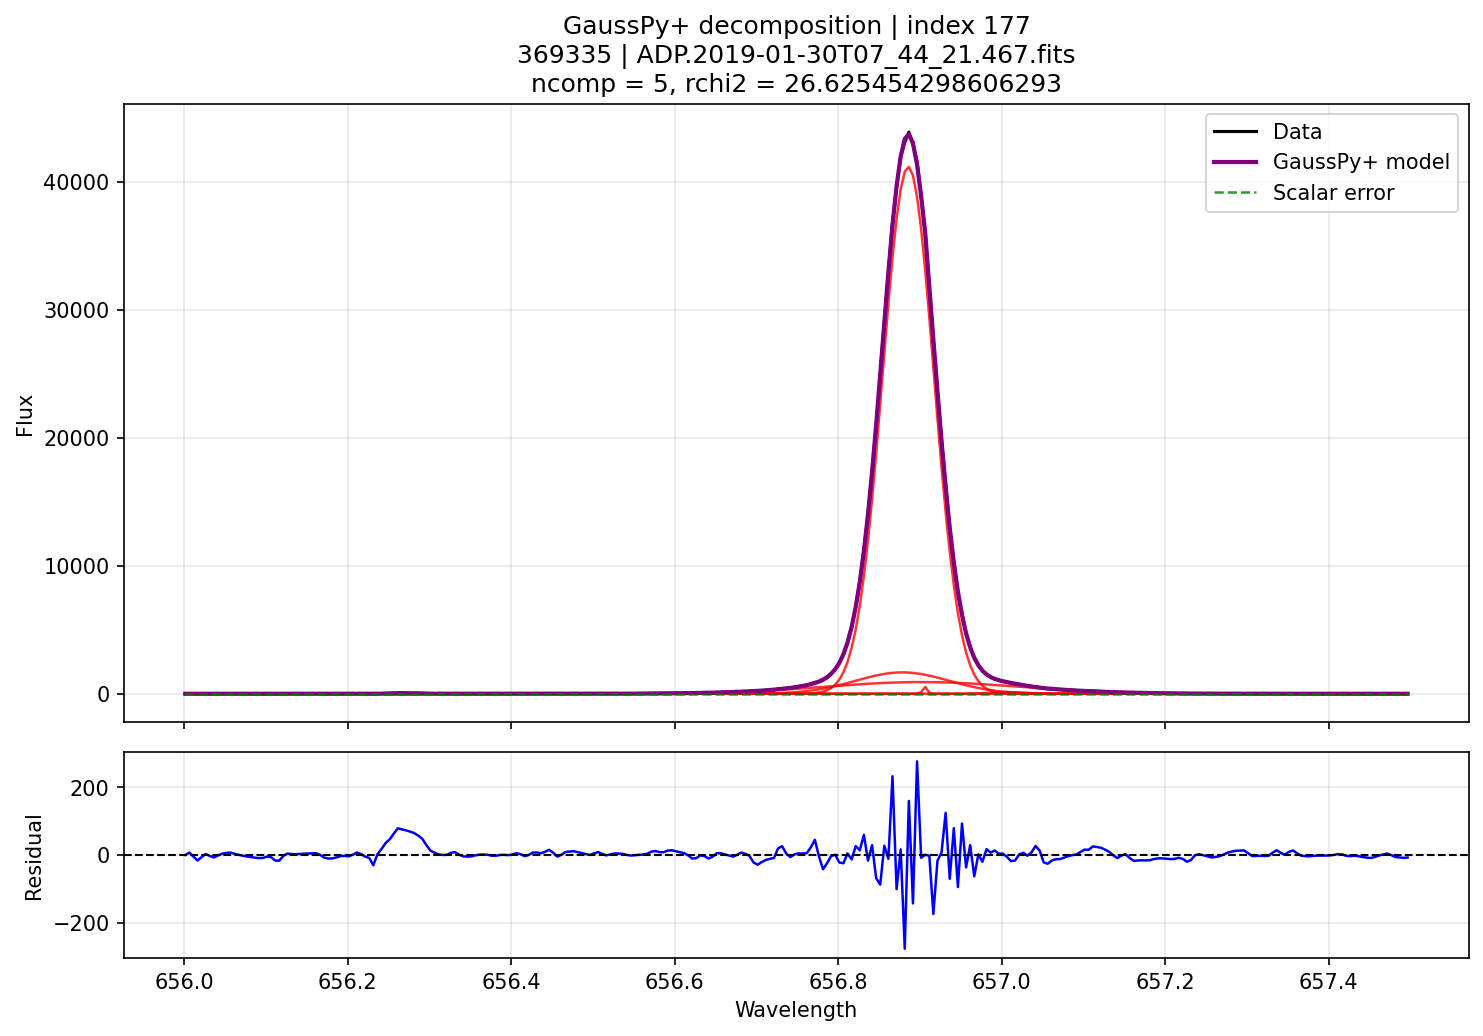 GaussPy+ decomposition | index 177
369335 | ADP.2019-01-30T07_44_21.467.fits
ncomp = 5, rchi2 = 26.625454298606293
Data
GaussPy+ model
Scalar error
Flux
40000
30000
20000
10000
0
Residual
200
0
−200
656.0
656.2
656.4
656.6
656.8
657.0
657.2
657.4
Wavelength